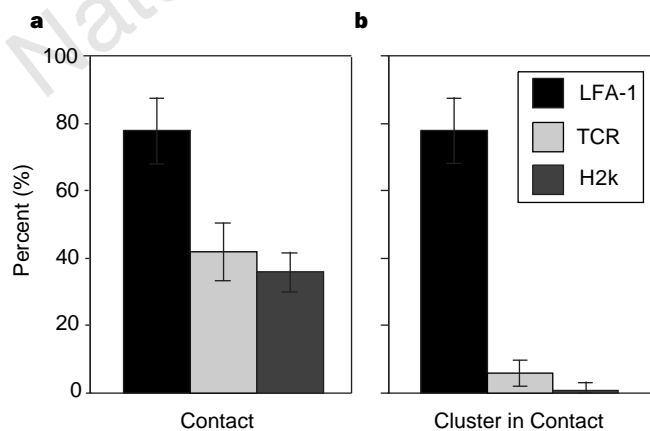 a
b
100
80
60
40
20
0
Percent (%)
LFA-1
TCR
H2k
Contact
Cluster in Contact